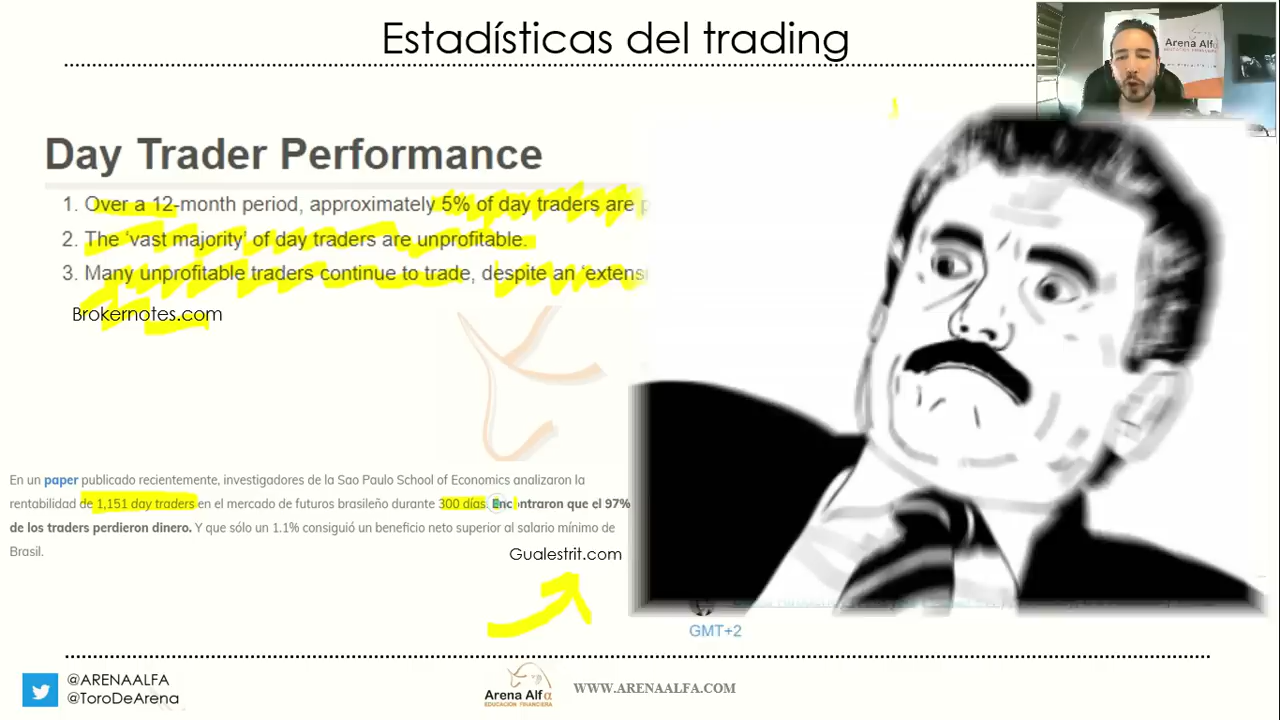 Estadísticas del trading
Arena Alfα
Day Trader Performance
1. Over a 12-month period, approximately 5% of day traders are p
2. The ‘vast majority’ of day traders are unprofitable.
3. Many unprofitable traders continue to trade, despite an ‘extensi
Brokernotes.com
En un paper publicado recientemente, investigadores de la Sao Paulo School of Economics analizaron la
rentabilidad de 1,151 day traders en el mercado de futuros brasileño durante 300 días. Encontraron que el 97%
de los traders perdieron dinero. Y que sólo un 1.1% consiguió un beneficio neto superior al salario mínimo de
Brasil.
Gualestrit.com
GMT+2
@ARENAALFA
@ToroDeArena
Arena Alfα
EDUCACIÓN FINANCIERA
WWW.ARENAALFA.COM